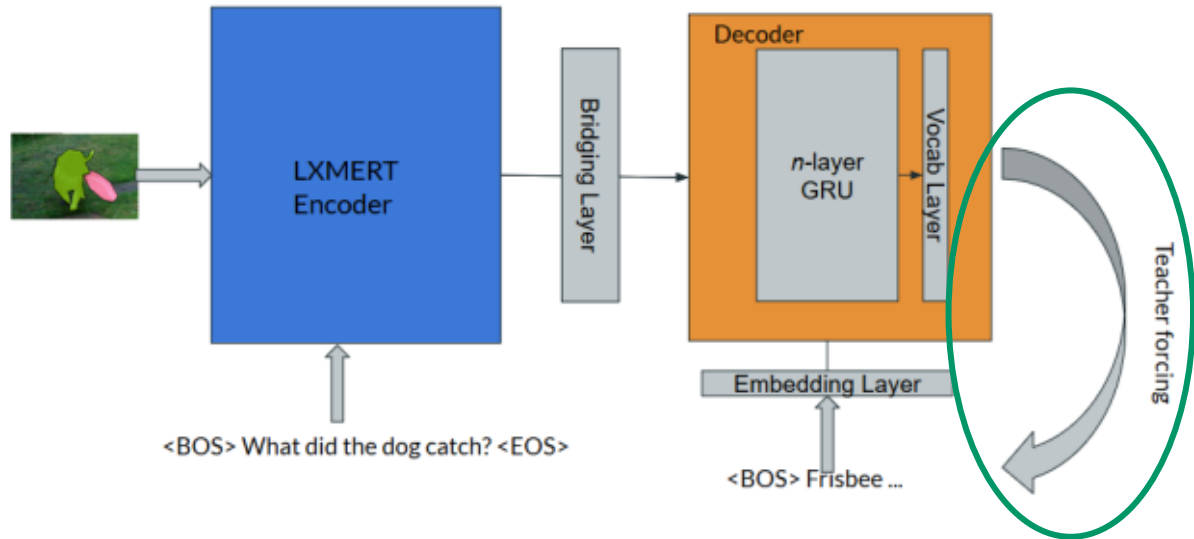 LXMERT
Encoder
Bridging Layer
Decoder
n-layer
GRU
Vocab Layer
Teacher forcing
Embedding Layer
<BOS> What did the dog catch? <EOS>
<BOS> Frisbee ...